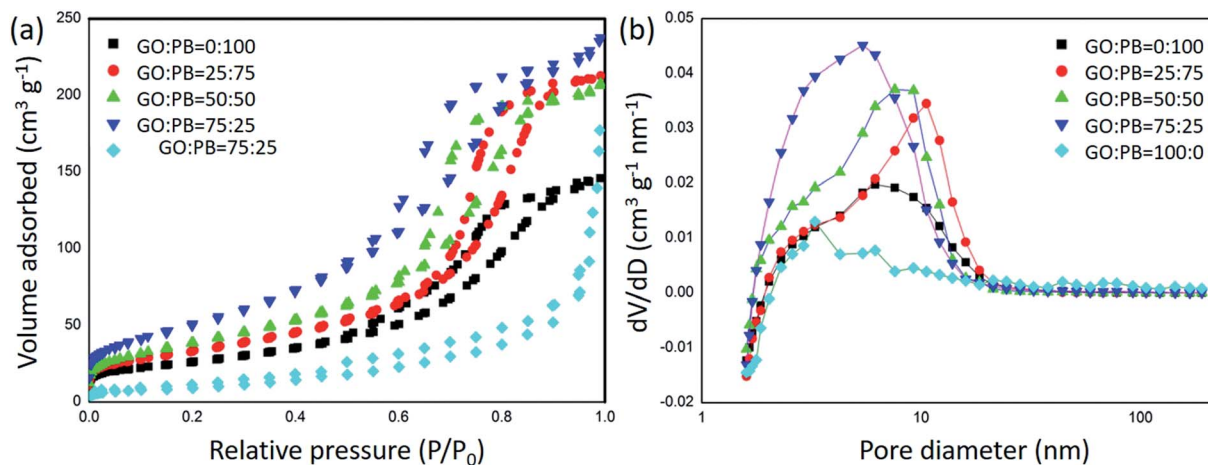 (a)
250
200
150
100
50
0
Volume adsorbed (cm³ g⁻¹)
GO:PB=0:100
GO:PB=25:75
GO:PB=50:50
GO:PB=75:25
GO:PB=75:25
0.0 0.2 0.4 0.6 0.8 1.0
Relative pressure (P/P₀)
(b)
0.05
0.04
0.03
0.02
0.01
0.00
-0.01
-0.02
dV/dD (cm³ g⁻¹ nm⁻¹)
GO:PB=0:100
GO:PB=25:75
GO:PB=50:50
GO:PB=75:25
GO:PB=100:0
1 10 100
Pore diameter (nm)